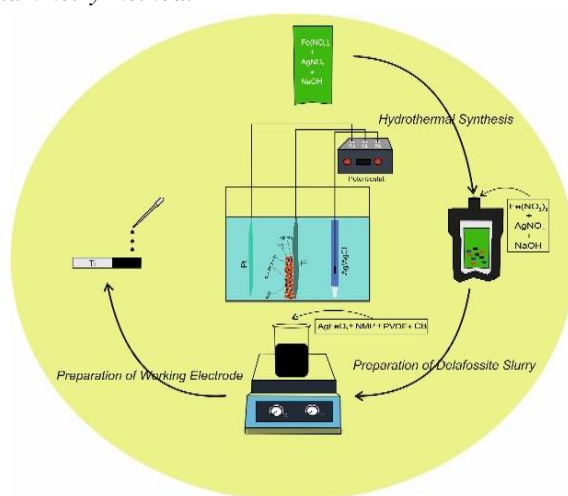 Fe(NO₃)₃
+
AgNO₃
+
NaOH
Hydrothermal Synthesis
Potentiostat
Fe(NO₃)₃
+
AgNO₃
+
NaOH
Pt
Ti
Ag/AgCl
Ti
AgFeO₂+ NMP + PVDF+ CB
Preparation of Delafossite Slurry
Preparation of Working Electrode